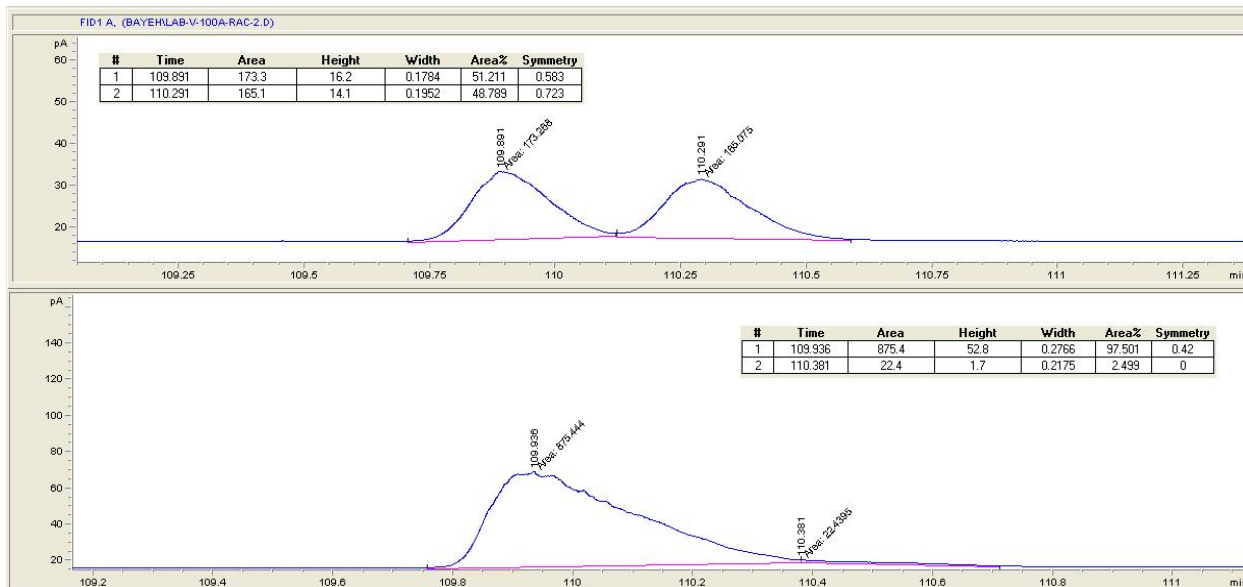 FID1 A, (BAYEH\LAB-V-100A-RAC-2.D)
pA
60
50
40
30
20
# Time Area Height Width Area% Symmetry
1 109.891 173.3 16.2 0.1784 51.211 0.583
2 110.291 165.1 14.1 0.1952 48.789 0.723
109.891
Area: 173.268
110.291
Area: 165.075
109.25 109.5 109.75 110 110.25 110.5 110.75 111 111.25 min
pA
140
120
100
80
60
40
20
# Time Area Height Width Area% Symmetry
1 109.936 875.4 52.8 0.2766 97.501 0.42
2 110.381 22.4 1.7 0.2175 2.499 0
109.936
Area: 875.444
110.381
Area: 22.4395
109.2 109.4 109.6 109.8 110 110.2 110.4 110.6 110.8 111